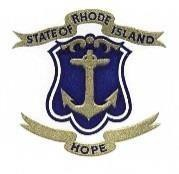 STATE OF RHODE ISLAND
HOPE